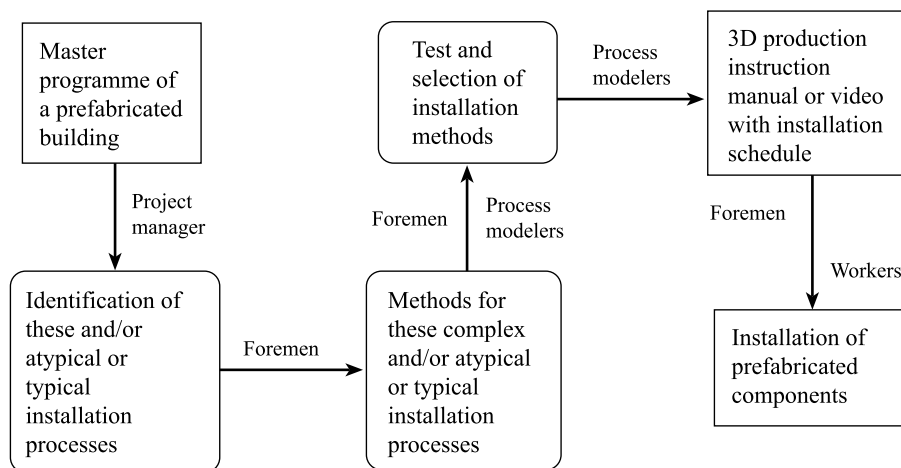 Master
programme of
a prefabricated
building
Project
manager
Identification of
these and/or
atypical or
typical
installation
processes
Foremen
Methods for
these complex
and/or atypical
or typical
installation
processes
Foremen
Process
modelers
Test and
selection of
installation
methods
Process
modelers
3D production
instruction
manual or video
with installation
schedule
Foremen
Workers
Installation of
prefabricated
components